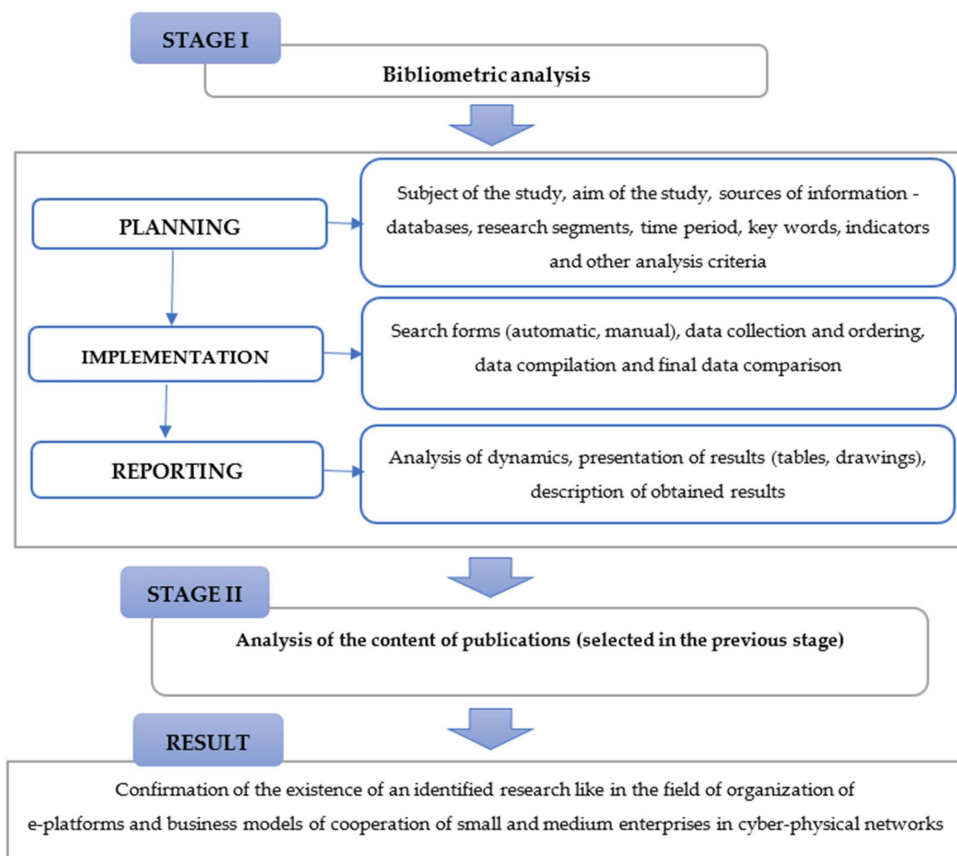 STAGE I
Bibliometric analysis
PLANNING
Subject of the study, aim of the study, sources of information -
databases, research segments, time period, key words, indicators
and other analysis criteria
IMPLEMENTATION
Search forms (automatic, manual), data collection and ordering,
data compilation and final data comparison
REPORTING
Analysis of dynamics, presentation of results (tables, drawings),
description of obtained results
STAGE II
Analysis of the content of publications (selected in the previous stage)
RESULT
Confirmation of the existence of an identified research like in the field of organization of
e-platforms and business models of cooperation of small and medium enterprises in cyber-physical networks